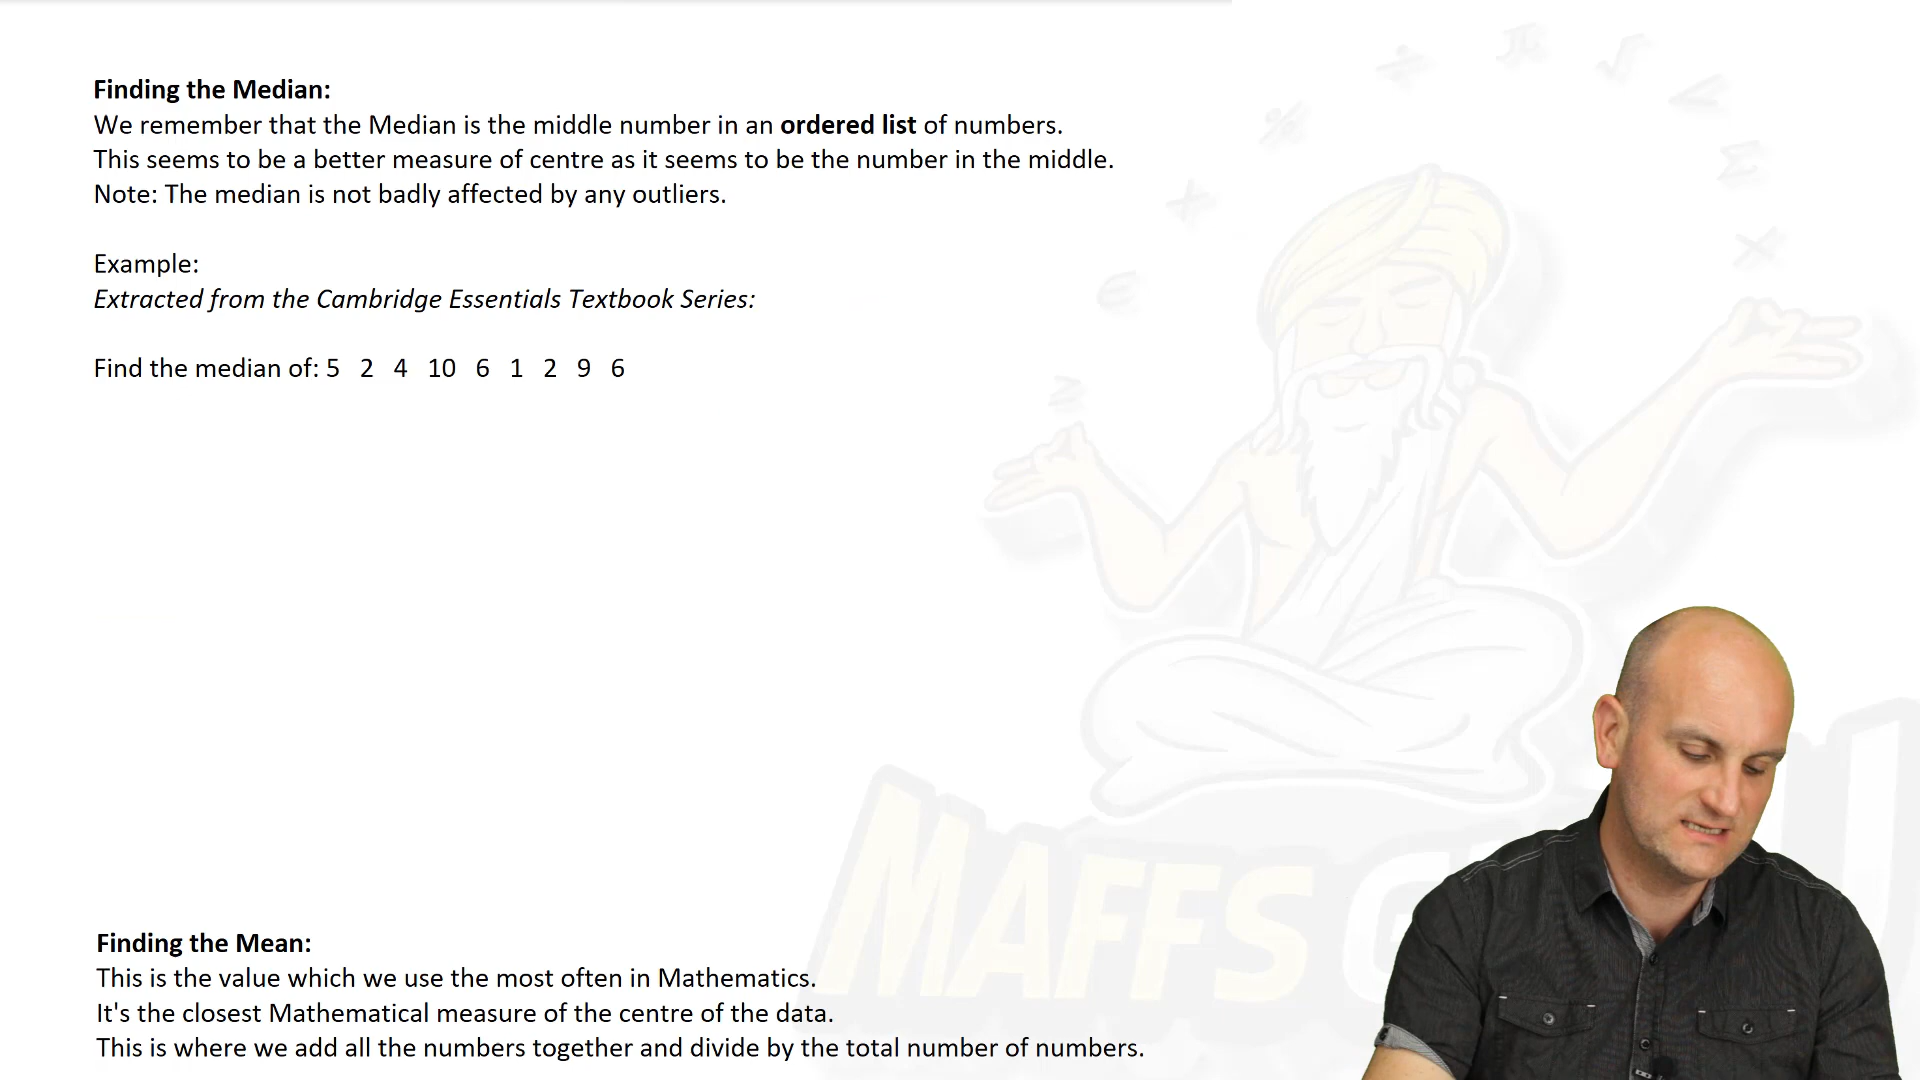 Finding the Median:
We remember that the Median is the middle number in an ordered list of numbers.
This seems to be a better measure of centre as it seems to be the number in the middle.
Note: The median is not badly affected by any outliers.
Example:
Extracted from the Cambridge Essentials Textbook Series:
Find the median of: 5 2 4 10 6 1 2 9 6
MAFFS
Finding the Mean:
This is the value which we use the most often in Mathematics.
It's the closest Mathematical measure of the centre of the data.
This is where we add all the numbers together and divide by the total number of numbers.